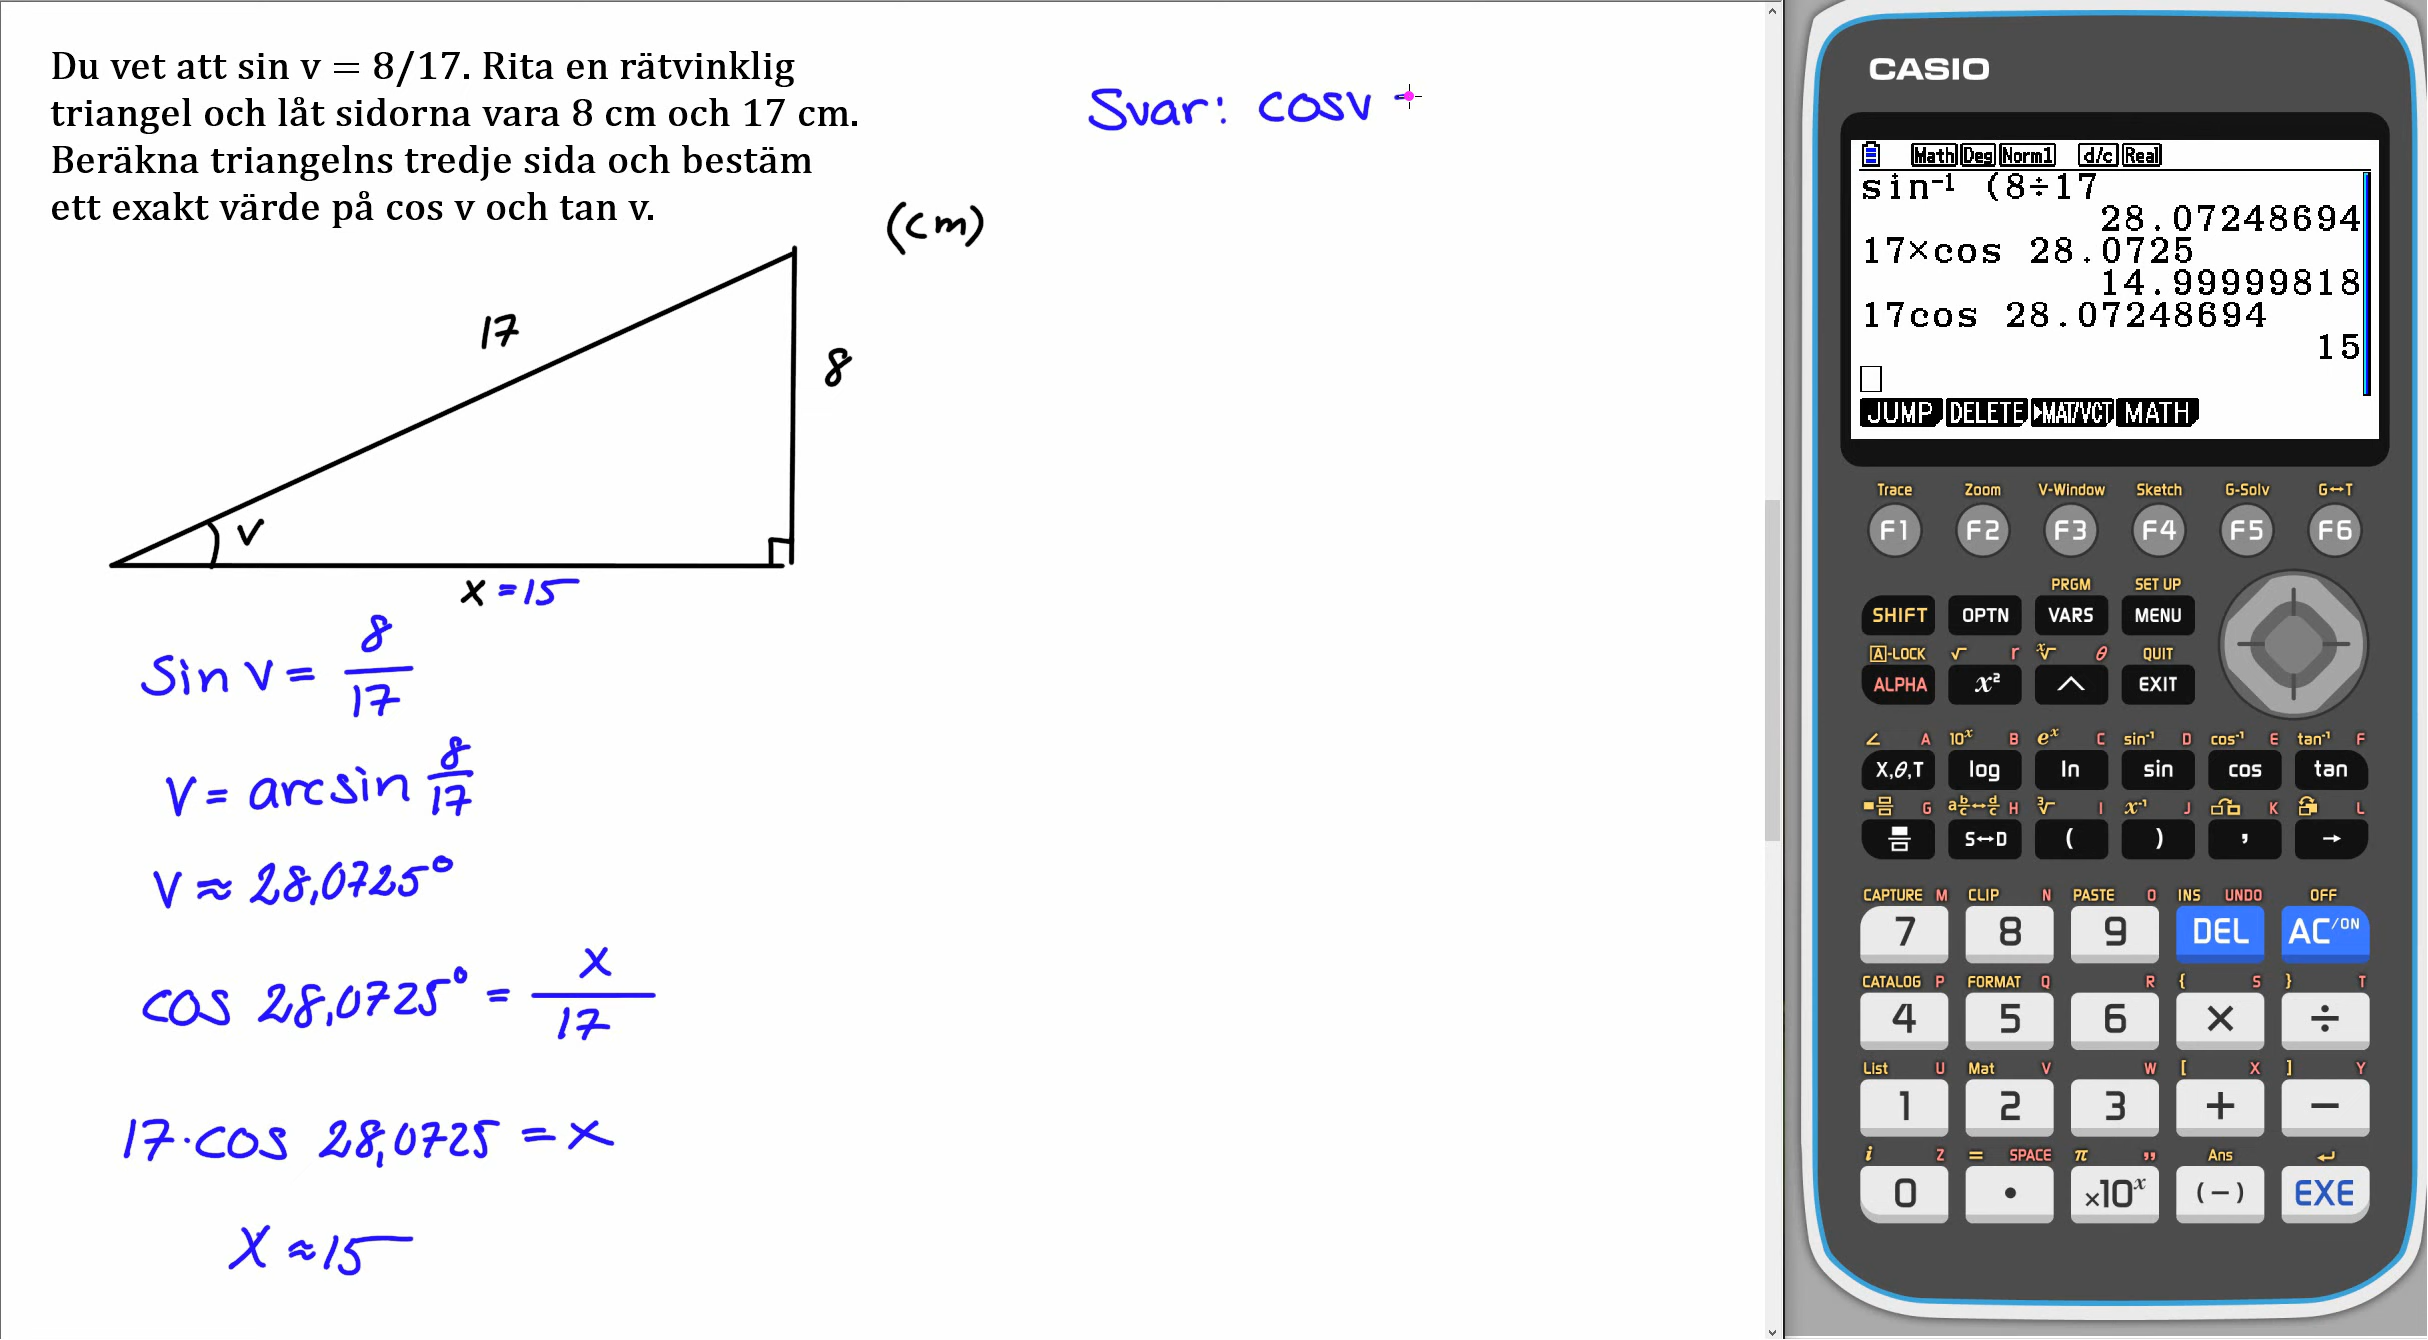 Du vet att sin v = 8/17. Rita en rätvinklig
triangel och låt sidorna vara 8 cm och 17 cm.
Beräkna triangelns tredje sida och bestäm
ett exakt värde på cos v och tan v.
(cm)
17
8
v
x = 15
sin v = 8/17
v = arcsin 8/17
v ≈ 28,0725°
cos 28,0725° = x/17
17·cos 28,0725 = x
x ≈ 15
Svar: cosv =
CASIO
Math Deg Norm1 d/c Real
sin⁻¹ (8÷17
28.07248694
17×cos 28.0725
14.99999818
17cos 28.07248694
15
JUMP DELETE ▶MAT/VCT MATH
Trace Zoom V-Window Sketch G-Solv G↔T
F1 F2 F3 F4 F5 F6
PRGM SET UP
SHIFT OPTN VARS MENU
A-LOCK √ r ˣ√ θ QUIT
ALPHA x² ^ EXIT
∠ A 10ˣ B eˣ C sin⁻¹ D cos⁻¹ E tan⁻¹ F
X,θ,T log ln sin cos tan
G a b/c↔d/c H ³√ I x⁻¹ J K L
S↔D ( ) , →
CAPTURE M CLIP N PASTE O INS UNDO OFF
7 8 9 DEL AC/ON
CATALOG P FORMAT Q R { S } T
4 5 6 × ÷
List U Mat V W [ X ] Y
1 2 3 + −
i Z = SPACE π " Ans ↵
0 . ×10ˣ (−) EXE